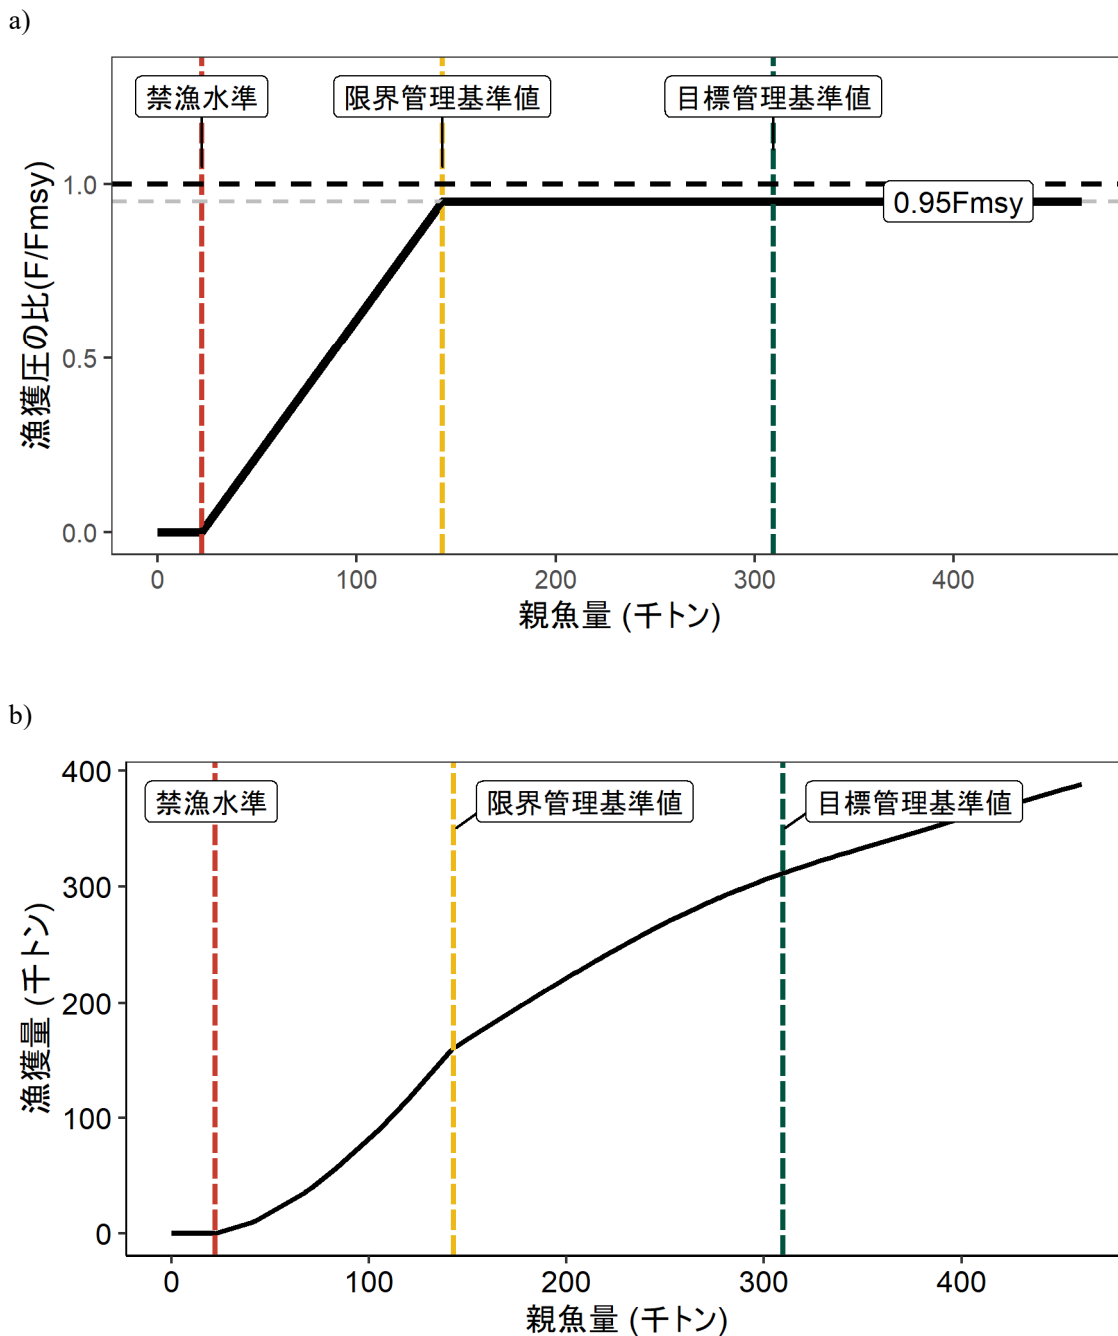 a)
禁漁水準
限界管理基準値
目標管理基準値
1.0
0.95Fmsy
0.5
0.0
漁獲圧の比(F/Fmsy)
0
100
200
300
400
親魚量 (千トン)
b)
400
禁漁水準
限界管理基準値
目標管理基準値
300
200
100
0
漁獲量 (千トン)
0
100
200
300
400
親魚量 (千トン)